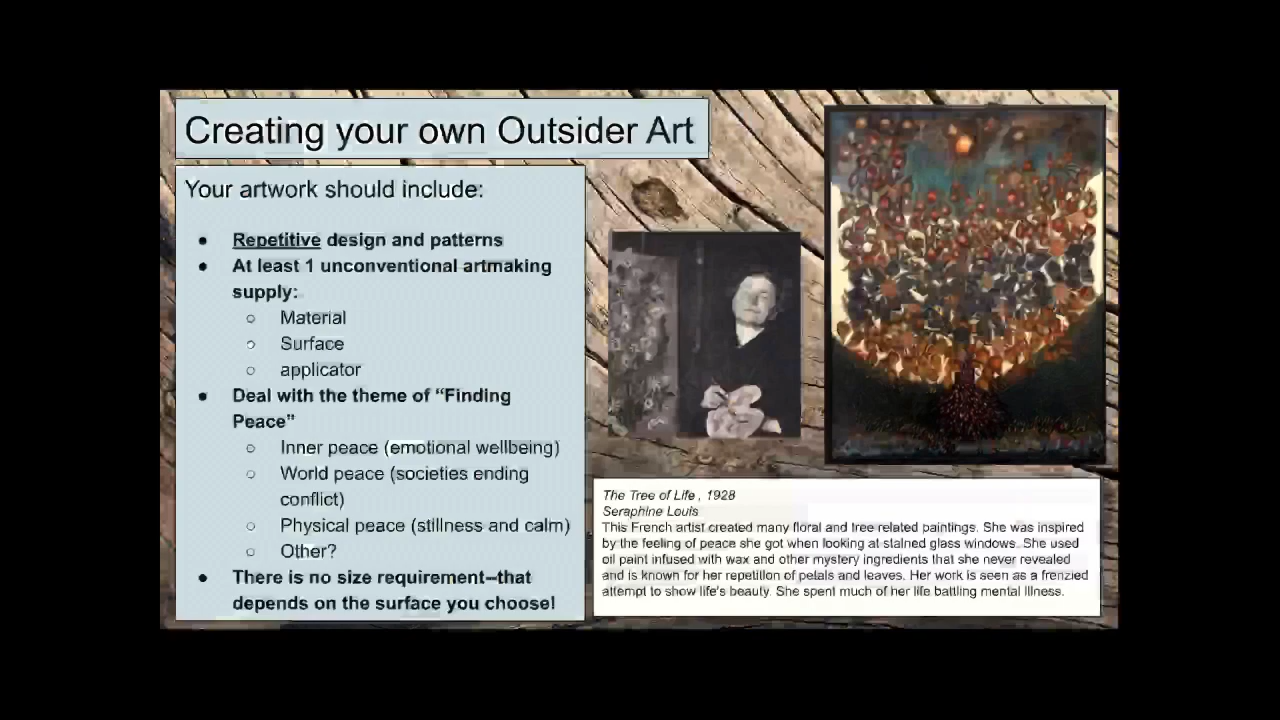 Creating your own Outsider Art
Your artwork should include:
● Repetitive design and patterns
● At least 1 unconventional artmaking
supply:
○ Material
○ Surface
○ applicator
● Deal with the theme of “Finding
Peace”
○ Inner peace (emotional wellbeing)
○ World peace (societies ending
conflict)
○ Physical peace (stillness and calm)
○ Other?
● There is no size requirement--that
depends on the surface you choose!
The Tree of Life, 1928
Seraphine Louis
This French artist created many floral and tree related paintings. She was inspired
by the feeling of peace she got when looking at stained glass windows. She used
oil paint infused with wax and other mystery ingredients that she never revealed
and is known for her repetition of petals and leaves. Her work is seen as a frenzied
attempt to show life's beauty. She spent much of her life battling mental illness.